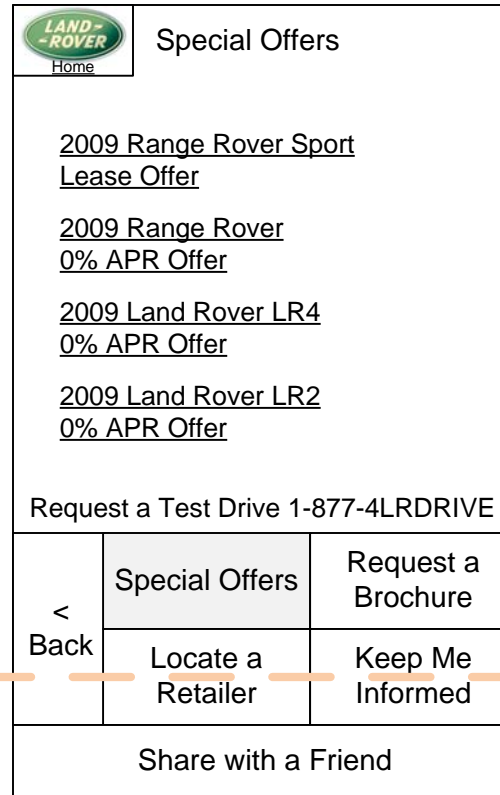 LAND-
-ROVER
Home
Special Offers
2009 Range Rover Sport
Lease Offer
2009 Range Rover
0% APR Offer
2009 Land Rover LR4
0% APR Offer
2009 Land Rover LR2
0% APR Offer
Request a Test Drive 1-877-4LRDRIVE
<
Back
Special Offers
Request a
Brochure
Locate a
Retailer
Keep Me
Informed
Share with a Friend